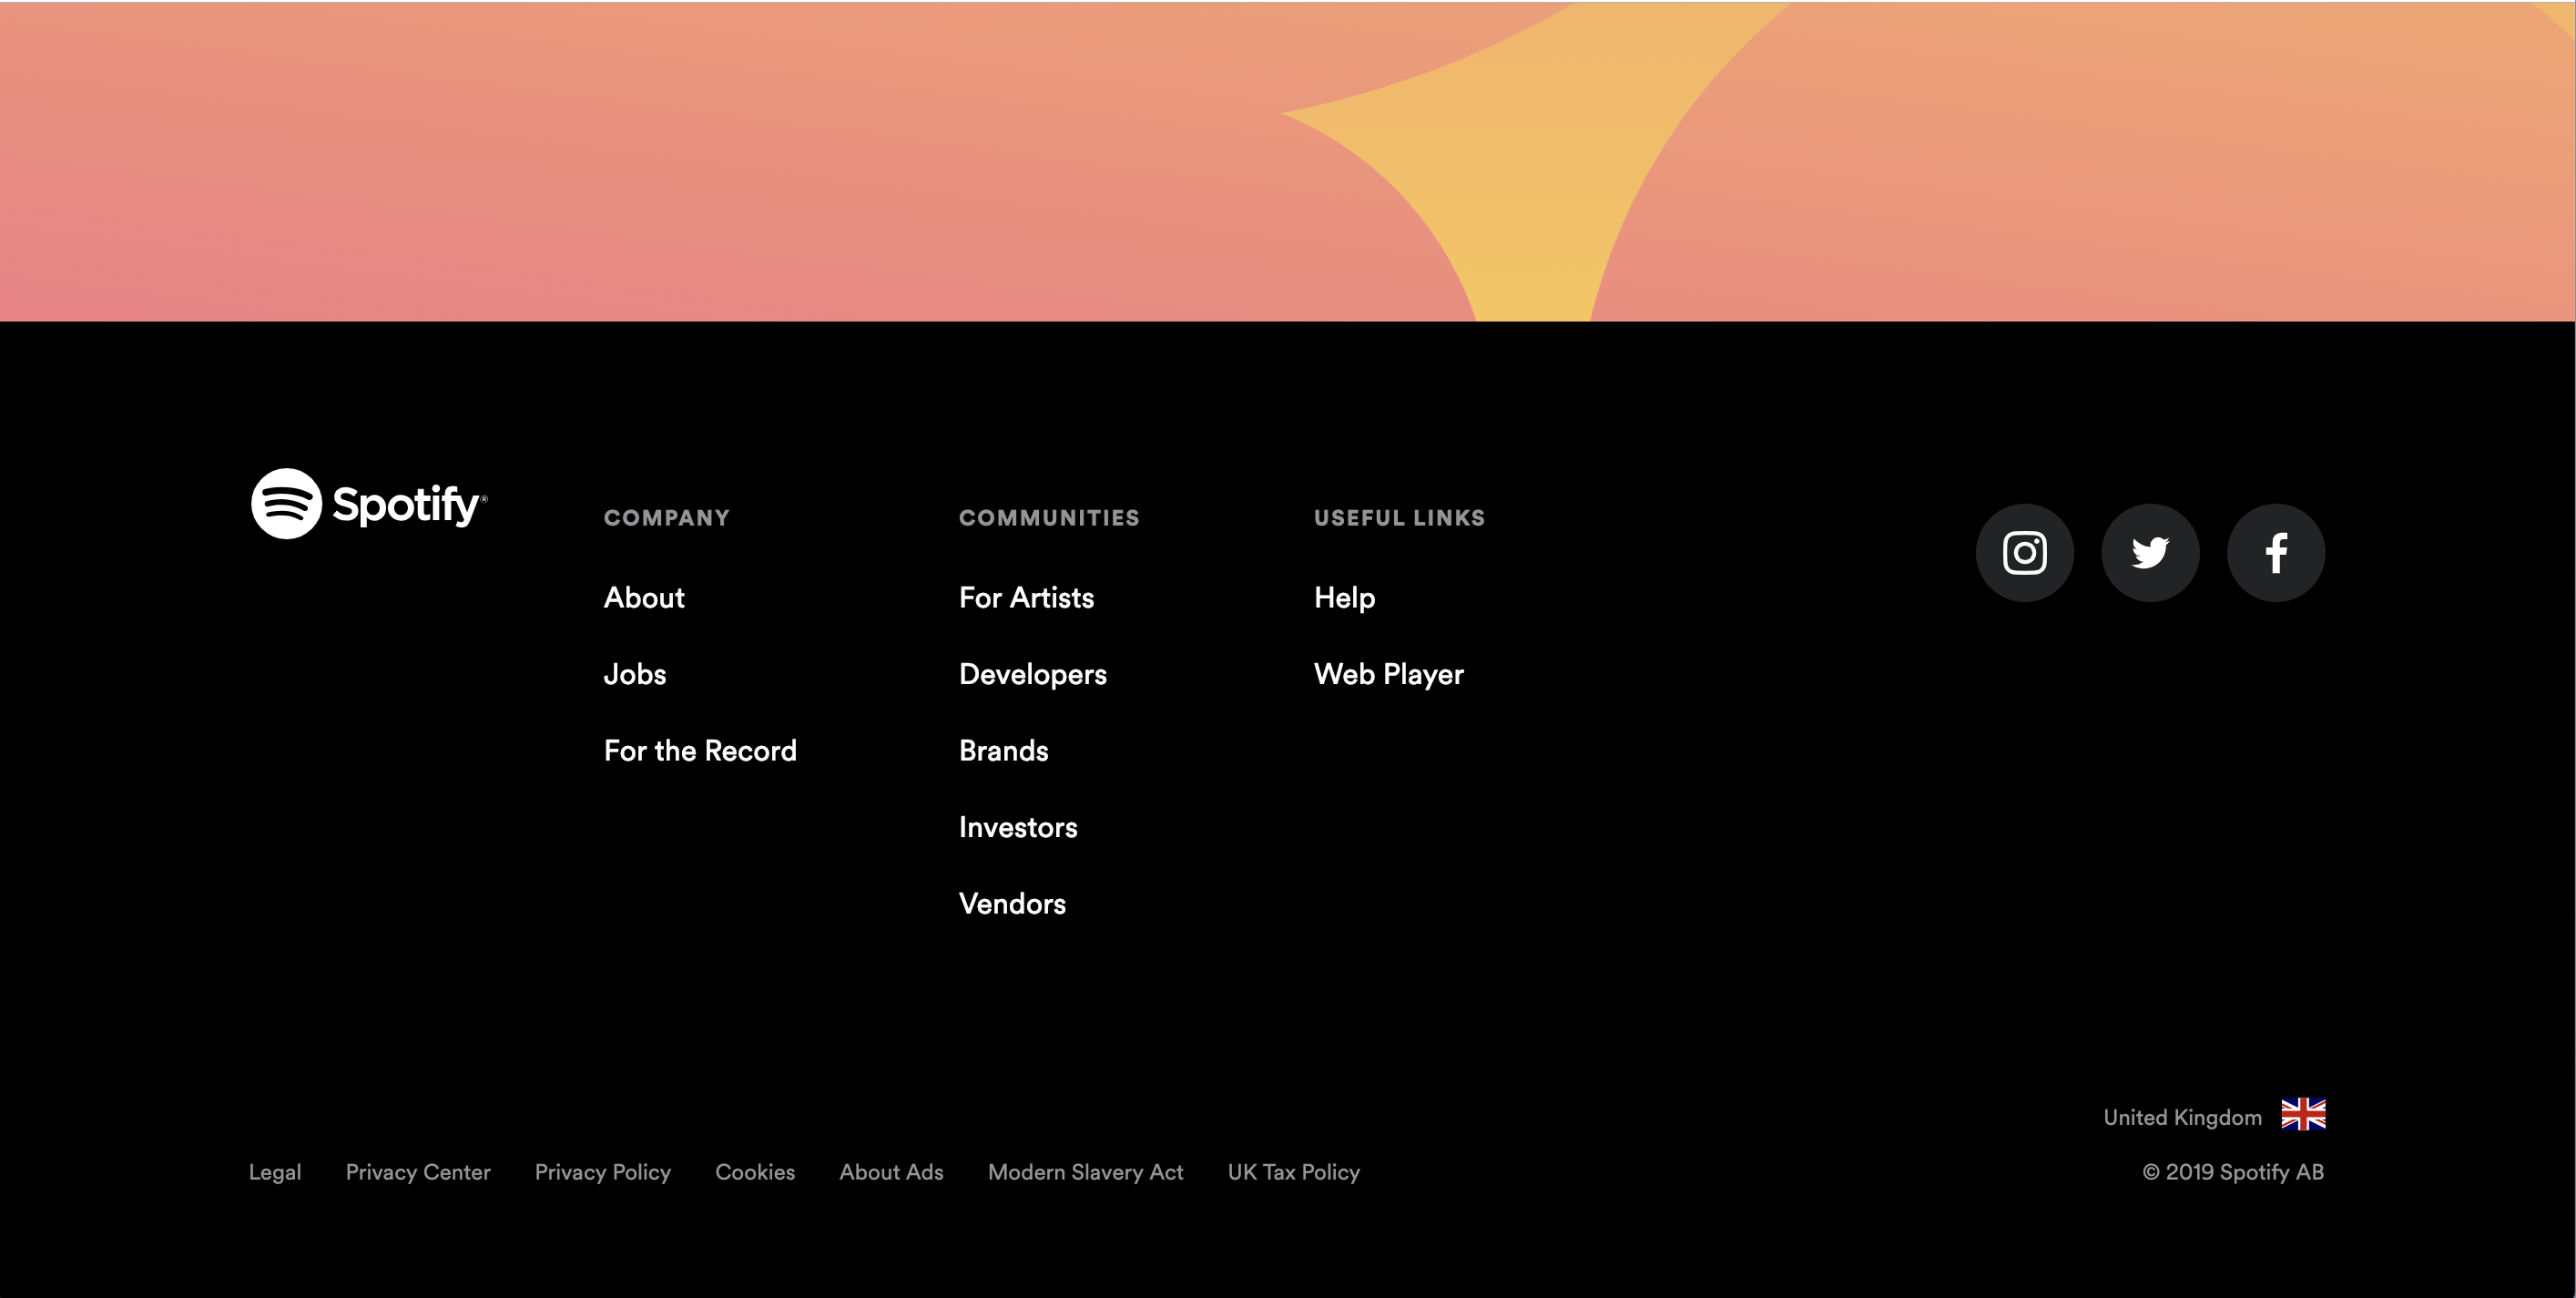 Spotify®
COMPANY
About
Jobs
For the Record
COMMUNITIES
For Artists
Developers
Brands
Investors
Vendors
USEFUL LINKS
Help
Web Player
United Kingdom
Legal Privacy Center Privacy Policy Cookies About Ads Modern Slavery Act UK Tax Policy
© 2019 Spotify AB